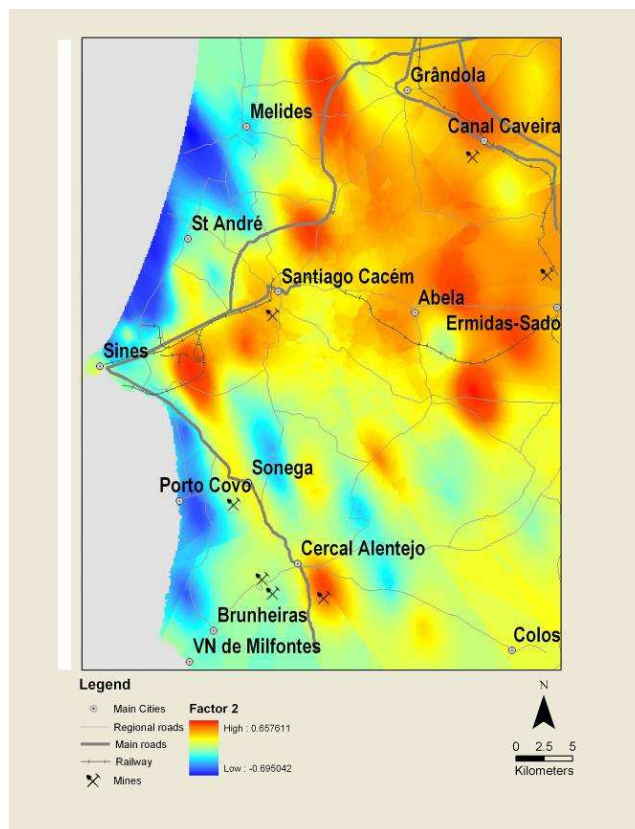 Grândola
Melides
Canal Caveira
St André
Santiago Cacém
Abela
Ermidas-Sado
Sines
Sonega
Porto Covo
Cercal Alentejo
Brunheiras
Colos
VN de Milfontes
Legend
Main Cities
Regional roads
Main roads
Railway
Mines
Factor 2
High : 0.657611
Low : -0.695042
N
0 2.5 5
Kilometers